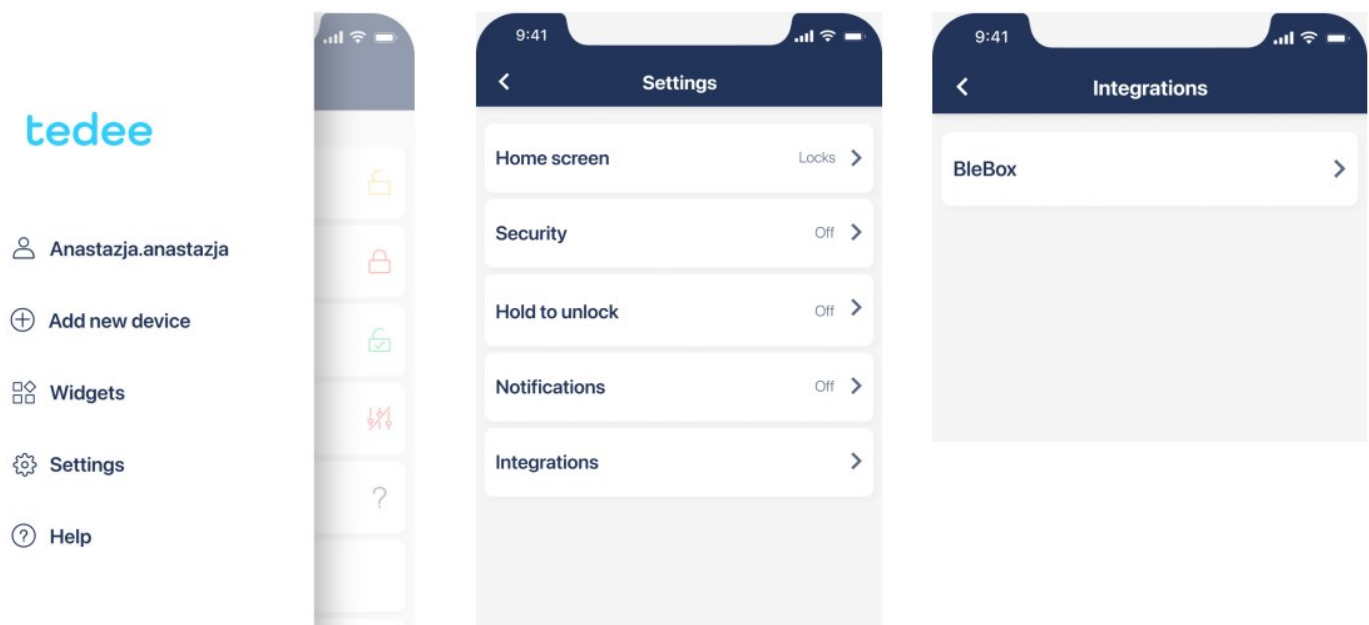 tedee
Anastazja.anastazja
Add new device
Widgets
Settings
Help
?
9:41
Settings
Home screen Locks
Security Off
Hold to unlock Off
Notifications Off
Integrations
9:41
Integrations
BleBox